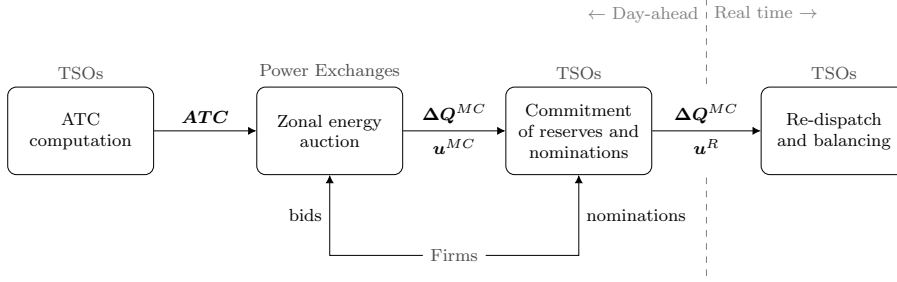 ← Day-ahead
Real time →
TSOs
Power Exchanges
TSOs
TSOs
ATC
computation
ATC
Zonal energy
auction
ΔQ^{MC}
u^{MC}
Commitment
of reserves and
nominations
ΔQ^{MC}
u^{R}
Re-dispatch
and balancing
bids
nominations
Firms